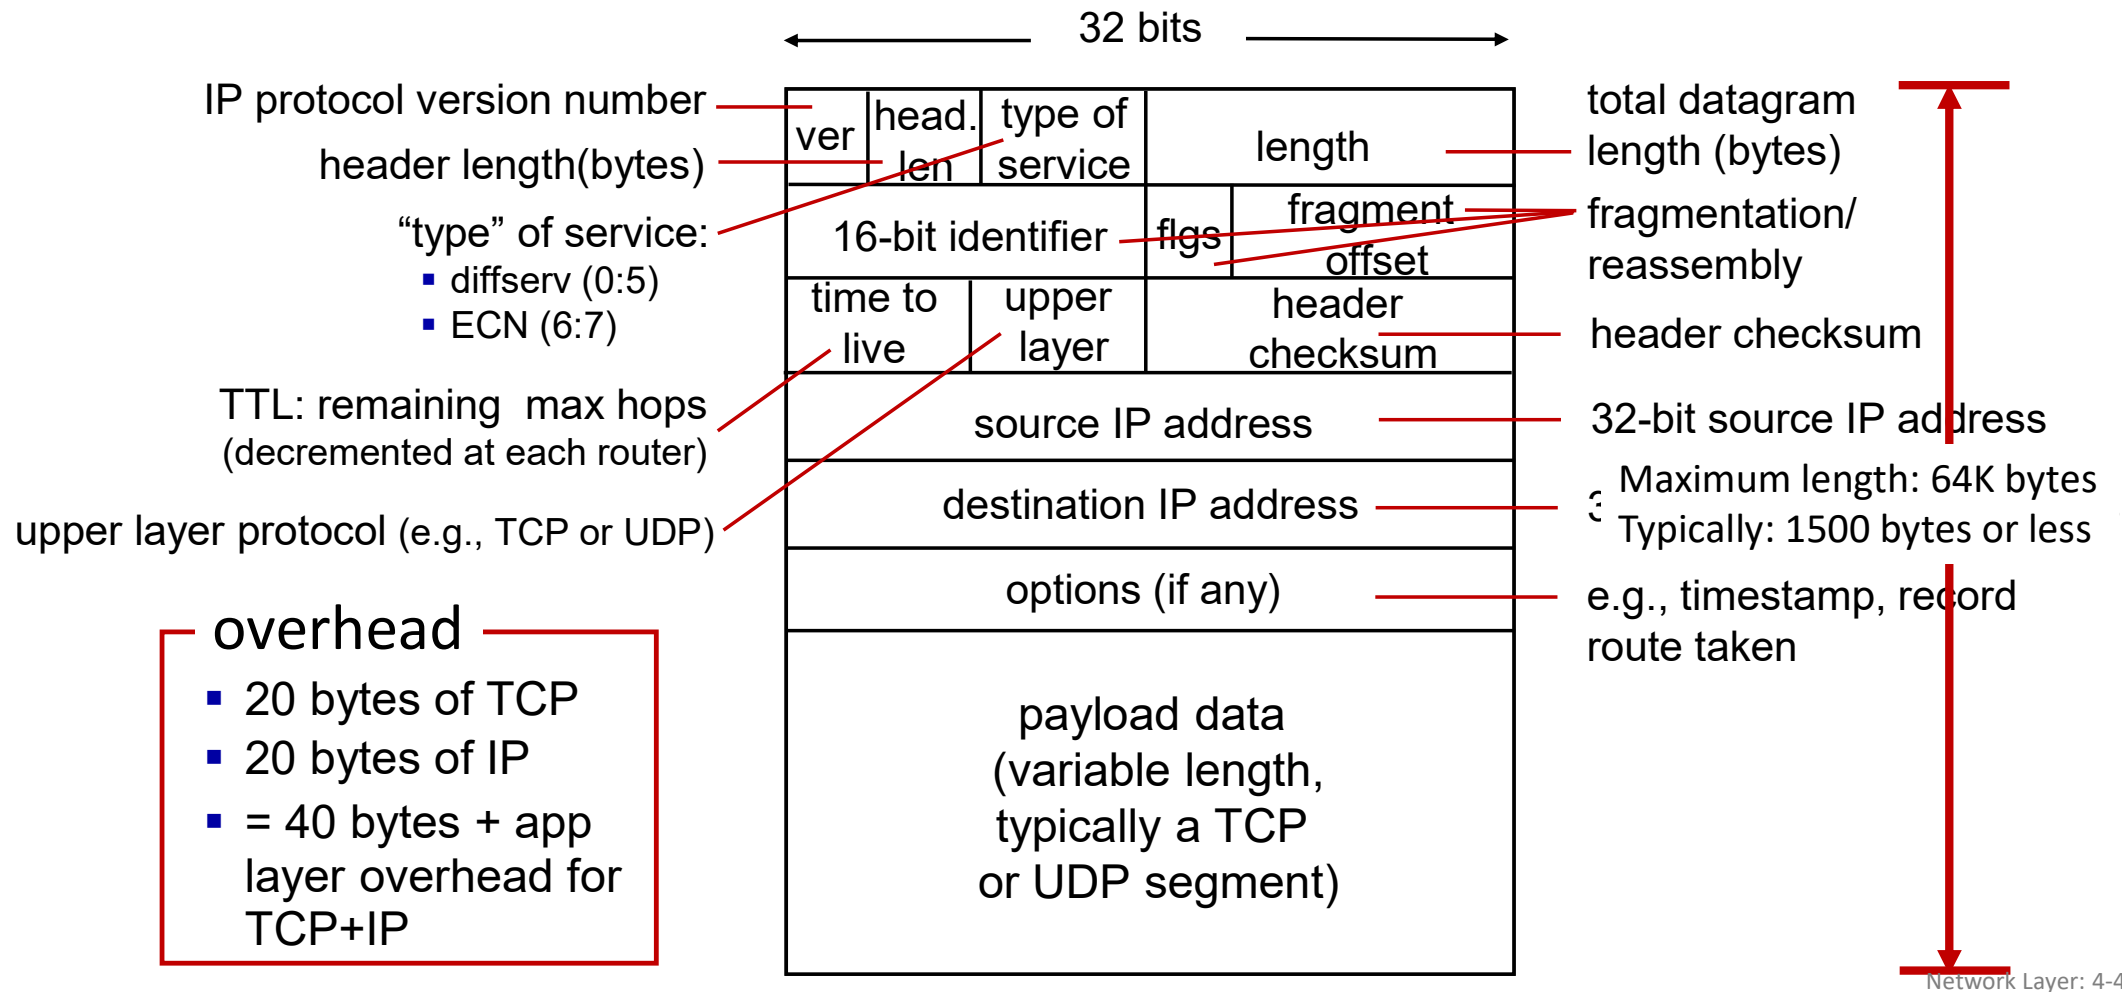 32 bits
IP protocol version number
header length(bytes)
“type” of service:
▪ diffserv (0:5)
▪ ECN (6:7)
TTL: remaining max hops
(decremented at each router)
upper layer protocol (e.g., TCP or UDP)
overhead
▪ 20 bytes of TCP
▪ 20 bytes of IP
▪ = 40 bytes + app
layer overhead for
TCP+IP
ver
head.
len
type of
service
length
16-bit identifier
flgs
fragment
offset
time to
live
upper
layer
header
checksum
source IP address
destination IP address
options (if any)
payload data
(variable length,
typically a TCP
or UDP segment)
total datagram
length (bytes)
fragmentation/
reassembly
header checksum
32-bit source IP address
Maximum length: 64K bytes
Typically: 1500 bytes or less
e.g., timestamp, record
route taken
Network Layer: 4-4